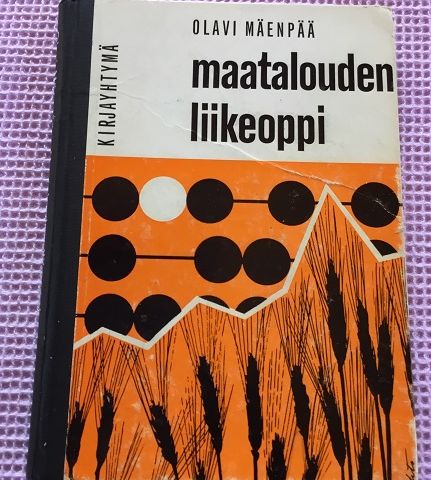 OLAVI MÄENPÄÄ
maatalouden
liikeoppi
KIRJAYHTYMÄ